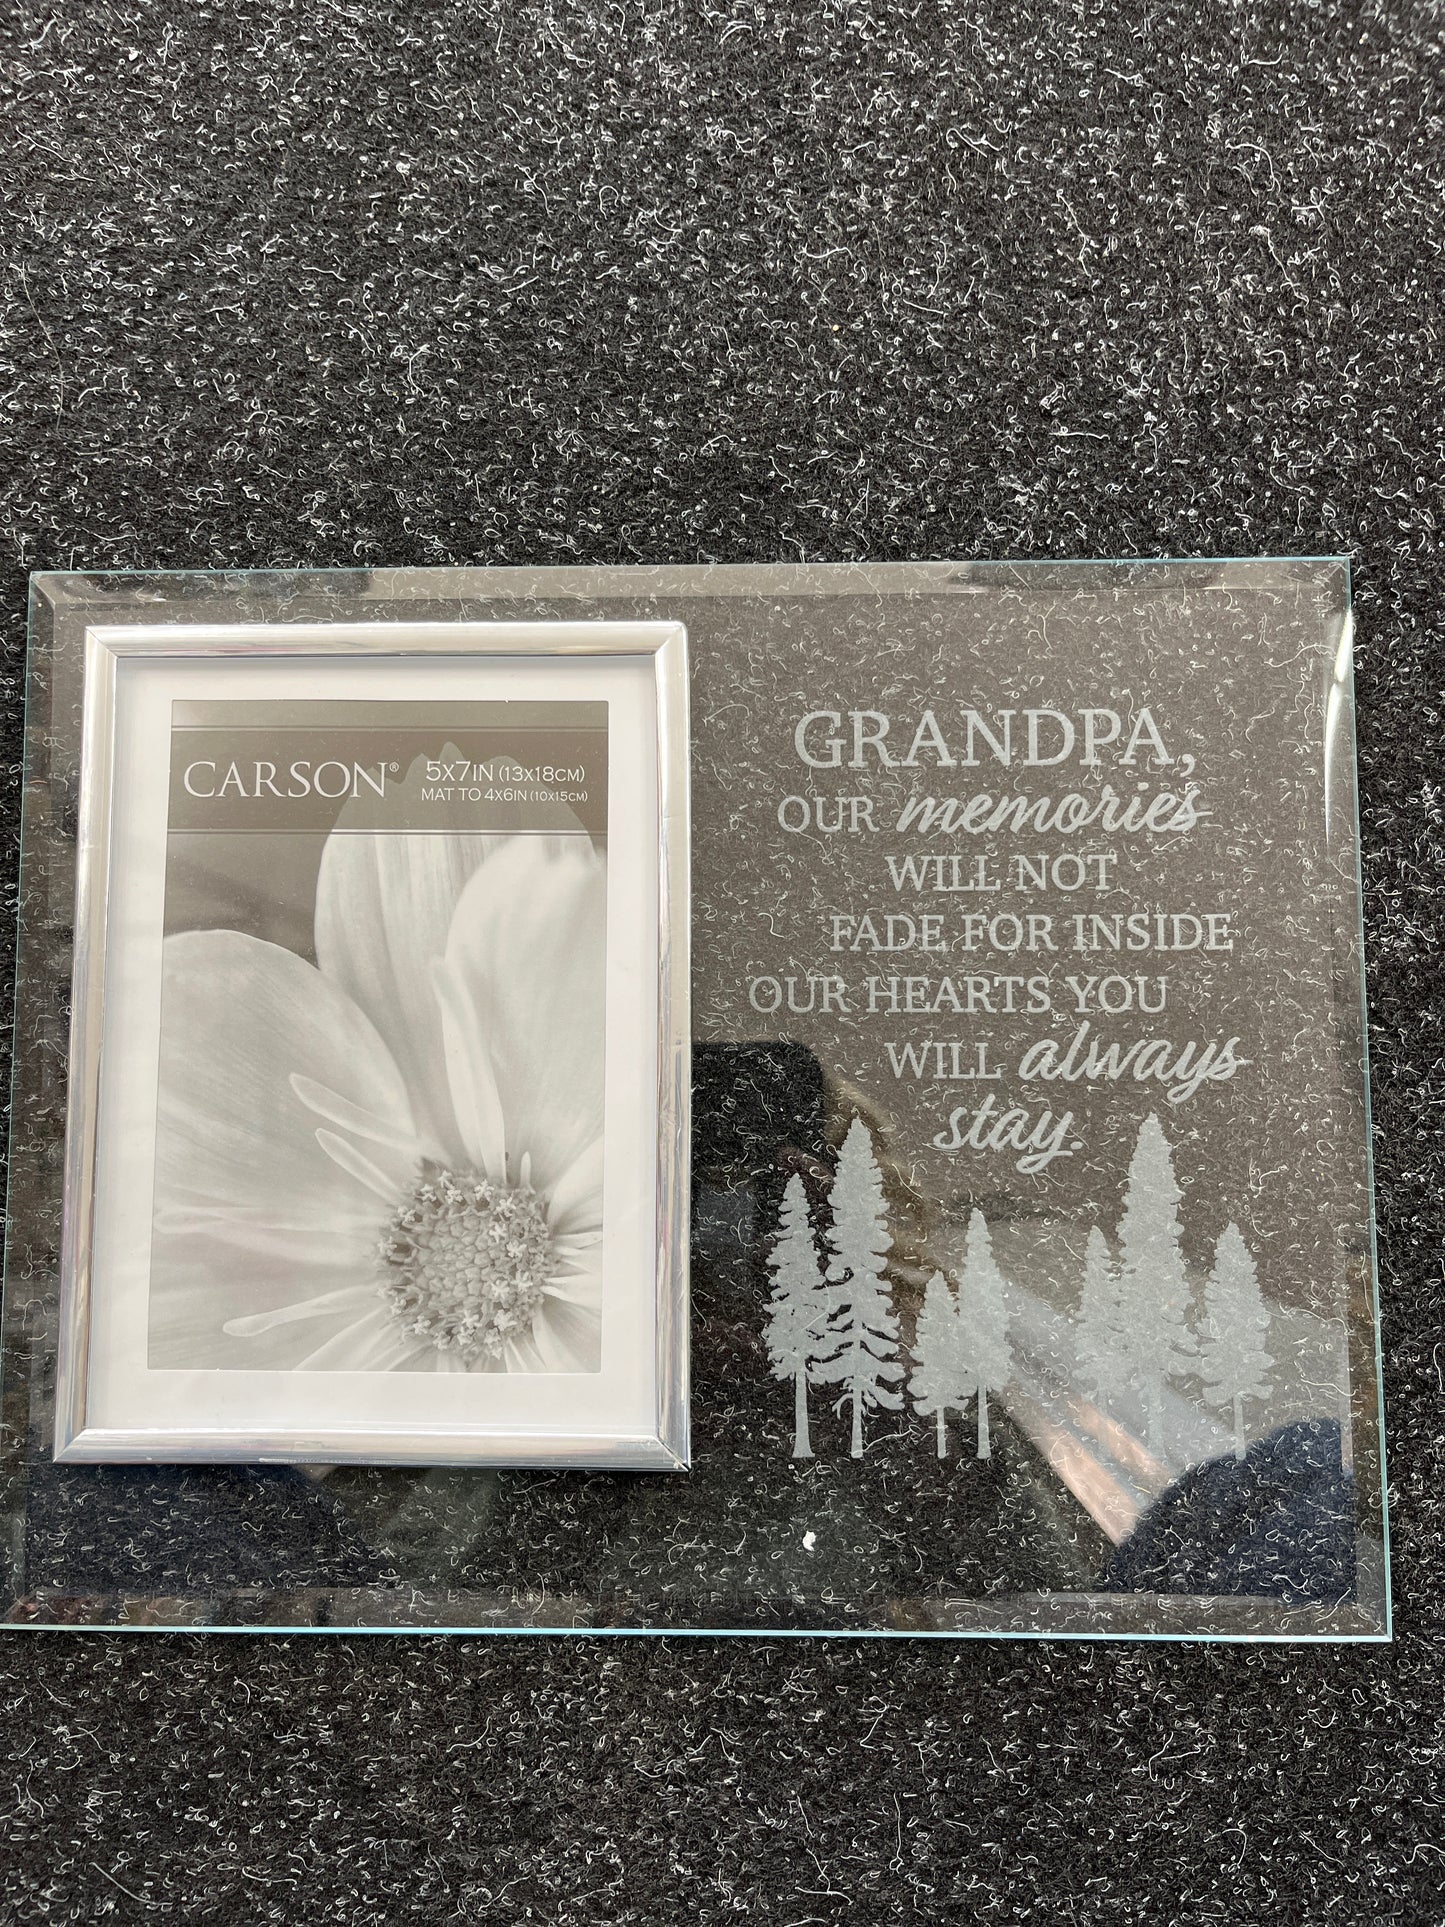 CARSON® 5X7IN (13X18CM)
MAT TO 4X6IN (10X15CM)
GRANDPA,
OUR memories
WILL NOT
FADE FOR INSIDE
OUR HEARTS YOU
WILL always
stay.